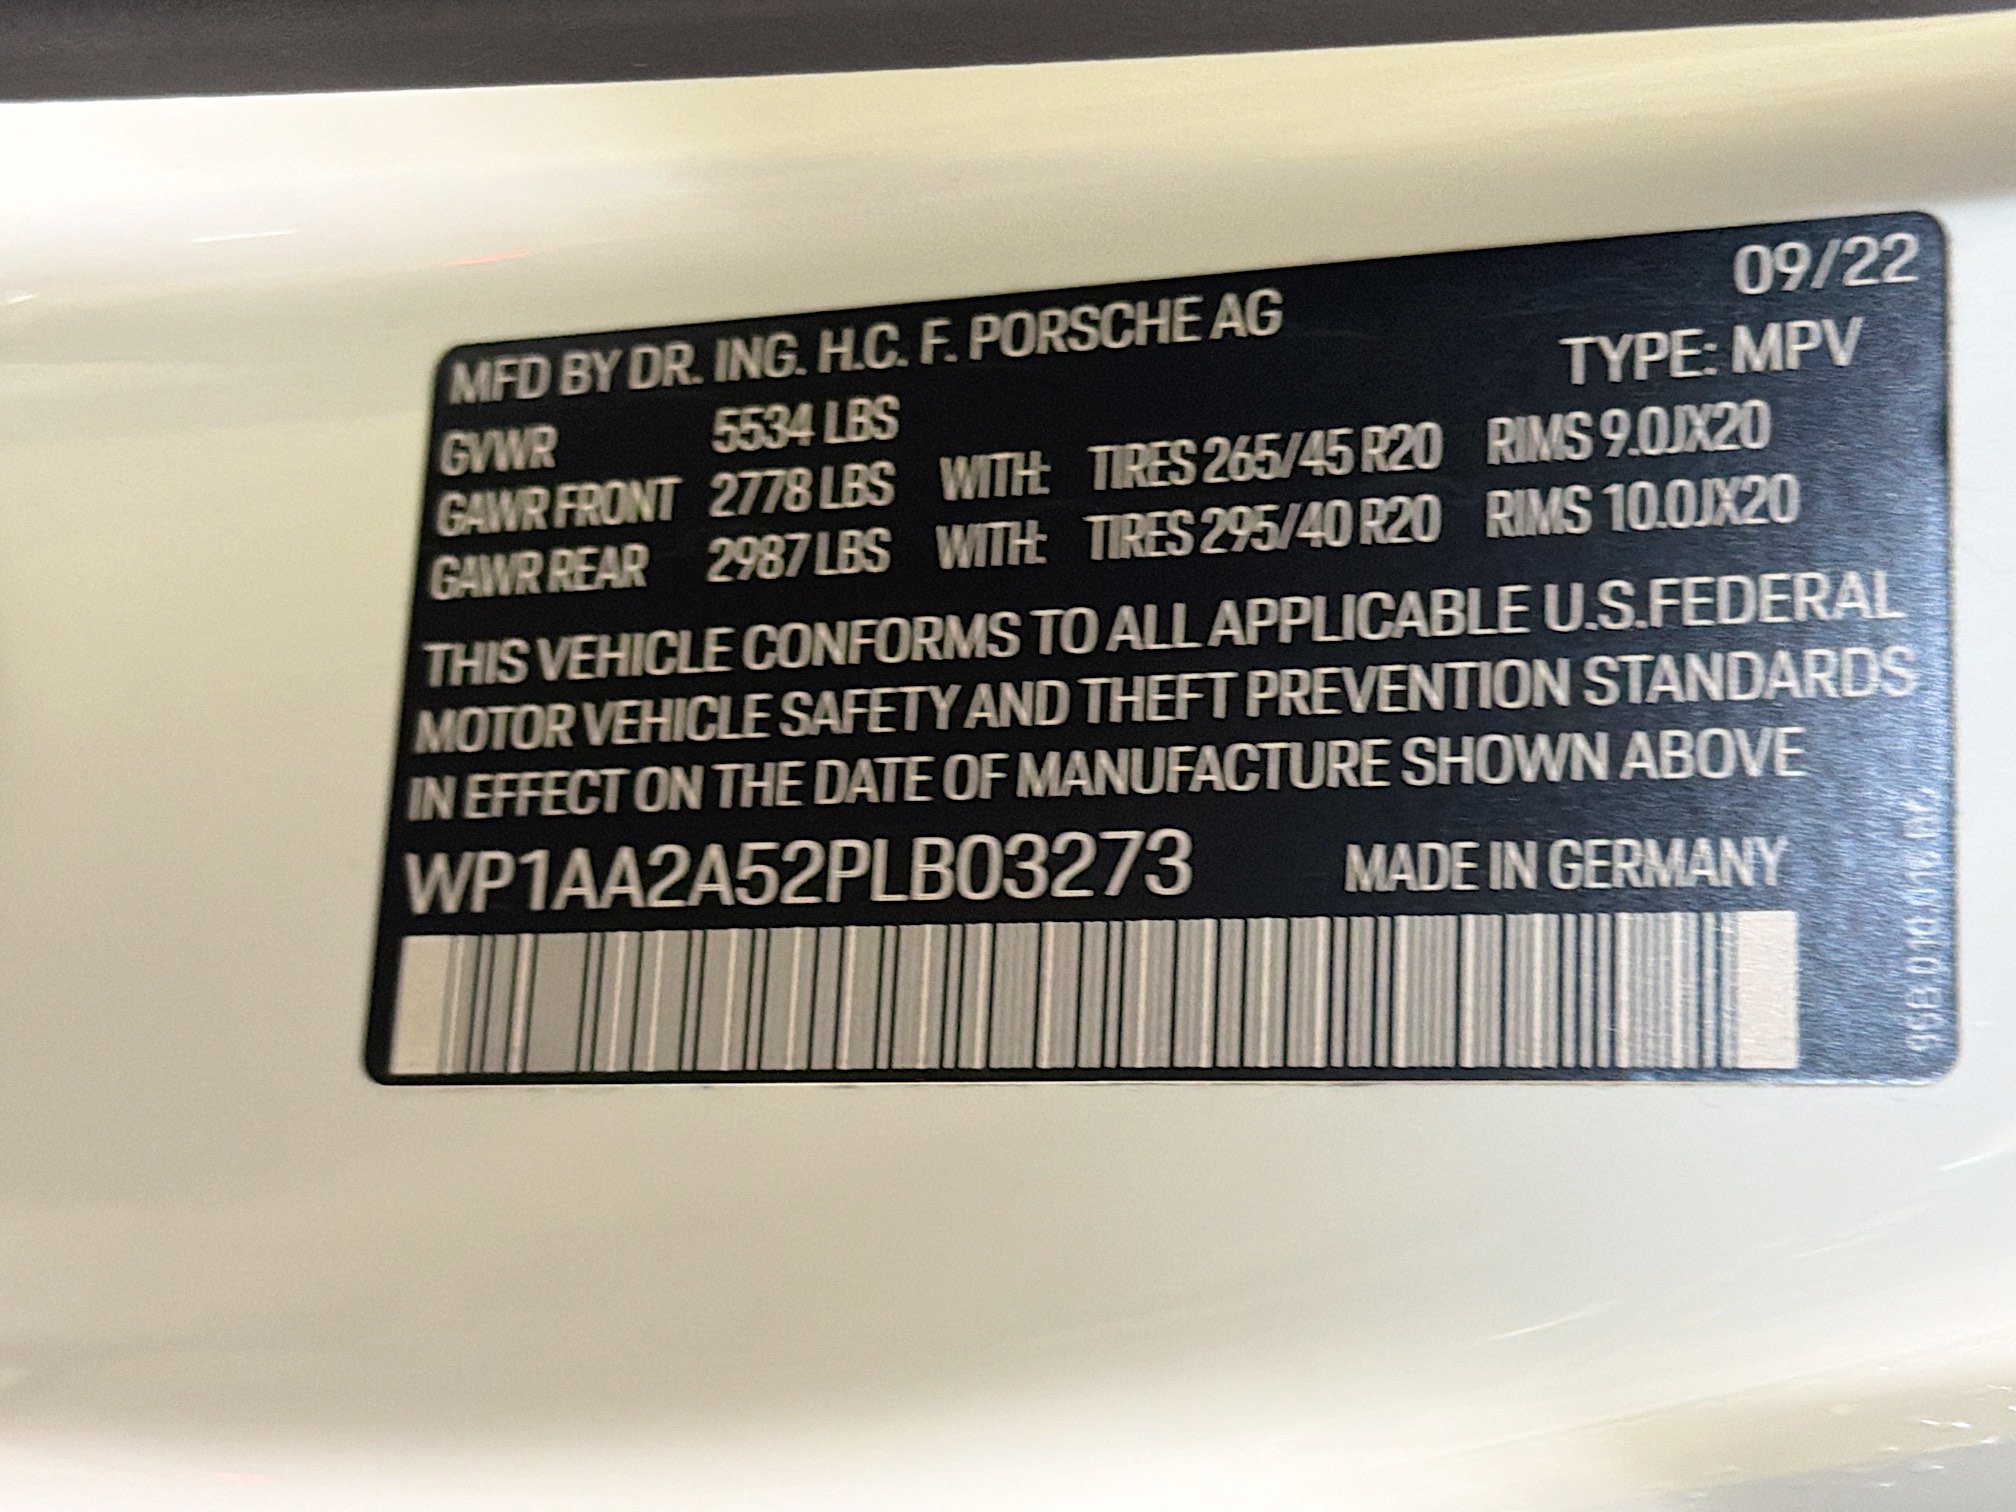 09/22
MFD BY DR. ING. H.C. F. PORSCHE AG
TYPE: MPV
GVWR 5534 LBS
GAWR FRONT 2778 LBS WITH: TIRES 265/45 R20 RIMS 9.0JX20
GAWR REAR 2987 LBS WITH: TIRES 295/40 R20 RIMS 10.0JX20
THIS VEHICLE CONFORMS TO ALL APPLICABLE U.S.FEDERAL
MOTOR VEHICLE SAFETY AND THEFT PREVENTION STANDARDS
IN EFFECT ON THE DATE OF MANUFACTURE SHOWN ABOVE
WP1AA2A52PLB03273 MADE IN GERMANY